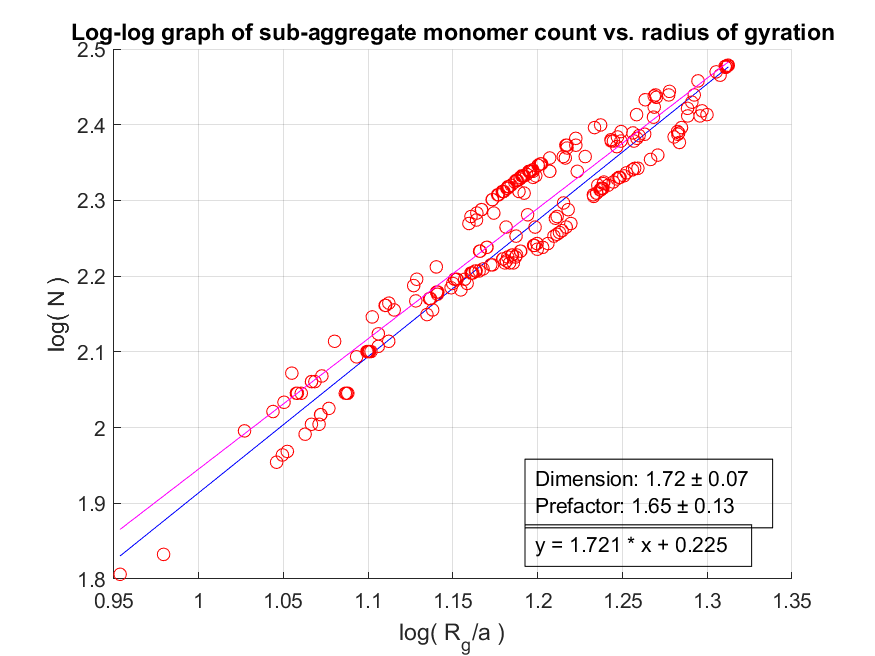 Log-log graph of sub-aggregate monomer count vs. radius of gyration
2.5
2.4
2.3
2.2
2.1
2
1.9
1.8
log( N )
Dimension: 1.72 ± 0.07
Prefactor: 1.65 ± 0.13
y = 1.721 * x + 0.225
0.95 1 1.05 1.1 1.15 1.2 1.25 1.3 1.35
log( R_g/a )